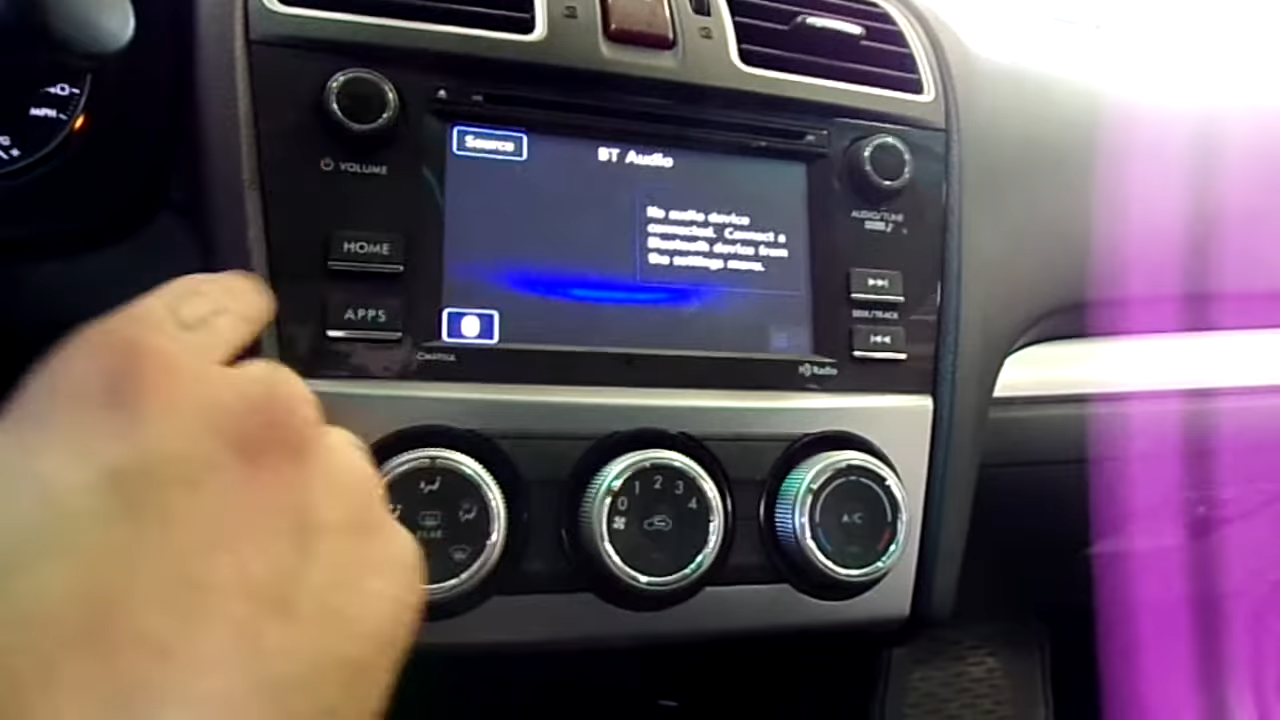 MPH
VOLUME
HOME
APPS
Source
BT Audio
No audio device
connected. Connect a
Bluetooth device from
the settings menu.
AUDIO/TUNE
SEEK/TRACK
HD Radio
REAR
0 1 2 3 4
A/C